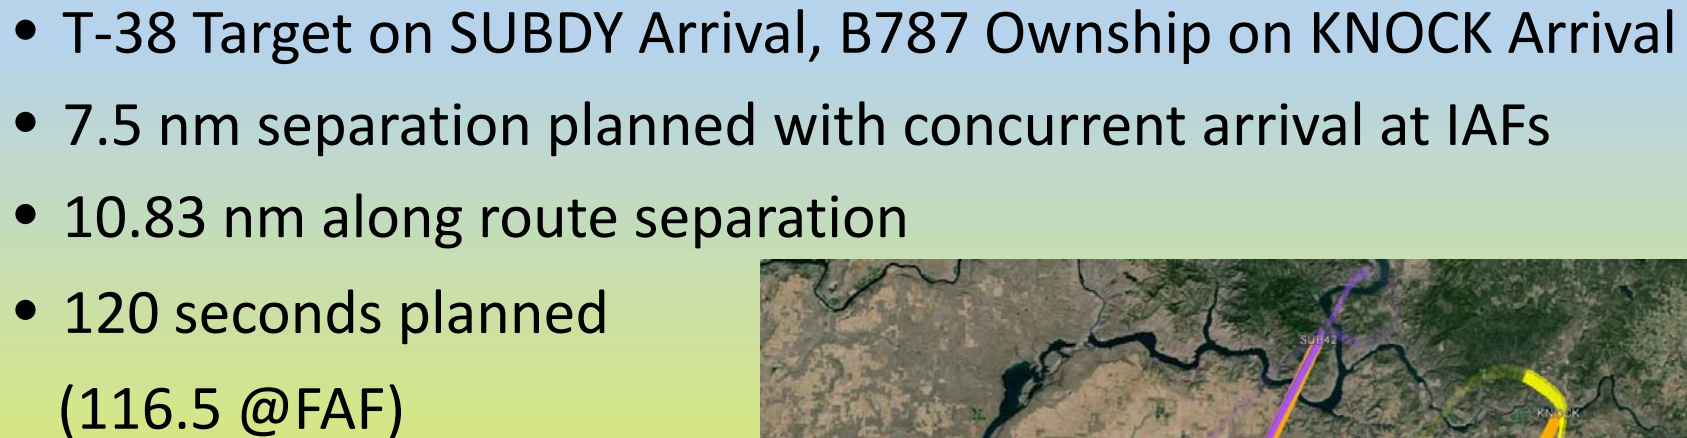 • T-38 Target on SUBDY Arrival, B787 Ownship on KNOCK Arrival
• 7.5 nm separation planned with concurrent arrival at IAFs
• 10.83 nm along route separation
• 120 seconds planned
(116.5 @FAF)
SUB42
KNOCK